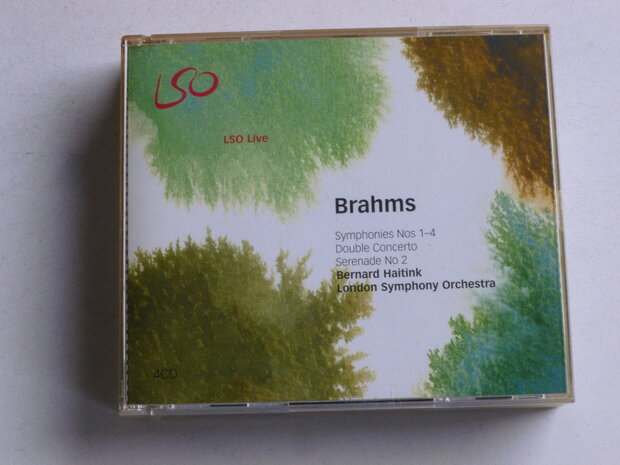 LSO
LSO Live
Brahms
Symphonies Nos 1–4
Double Concerto
Serenade No 2
Bernard Haitink
London Symphony Orchestra
4CD